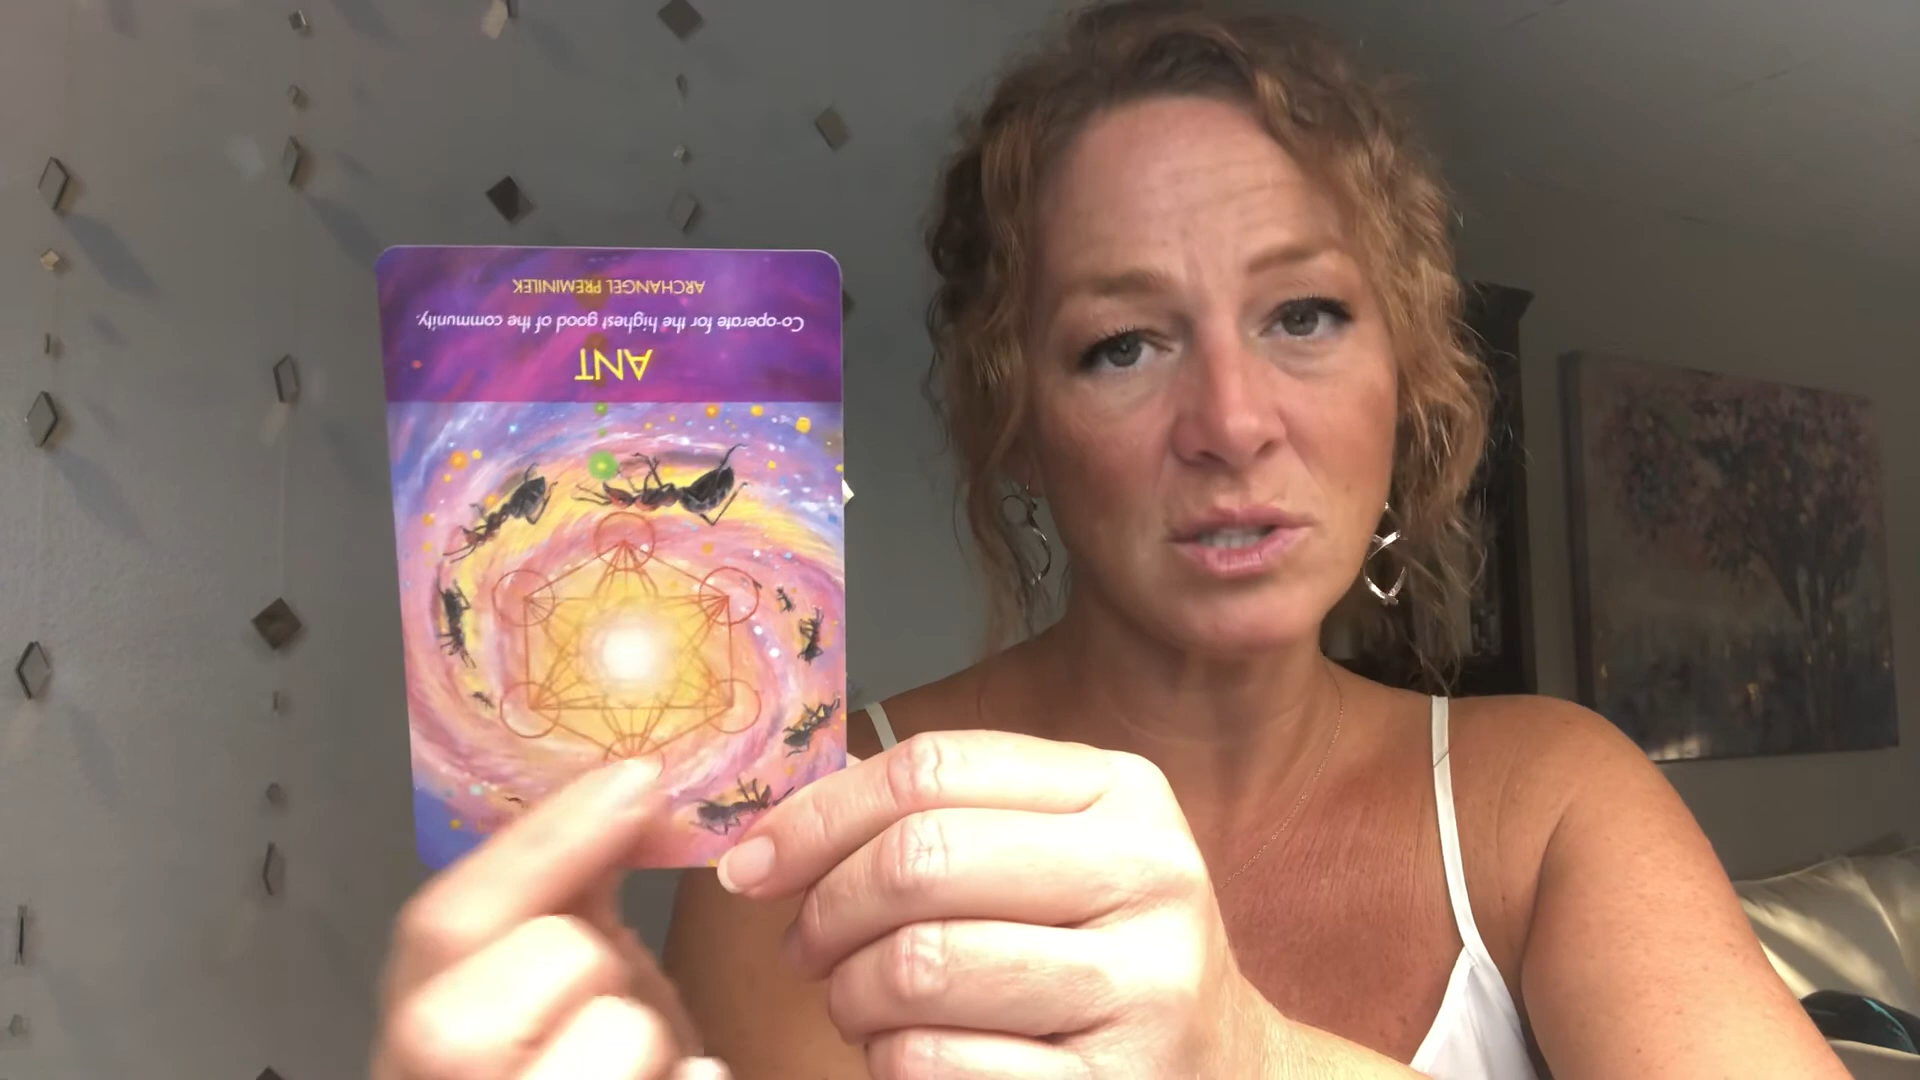 ANT
Co-operate for the highest good of the community.
ARCHANGEL PREMINILEK